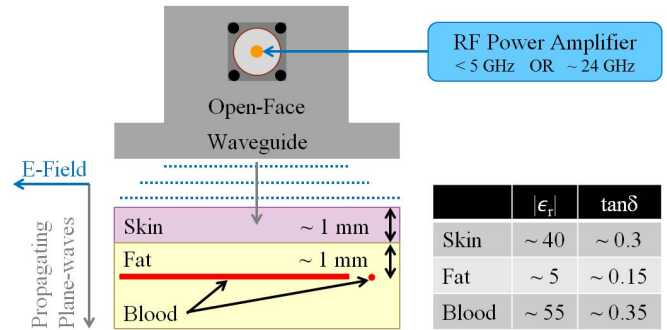 RF Power Amplifier
< 5 GHz OR ~ 24 GHz
Open-Face
Waveguide
E-Field
Propagating
Plane-waves
Skin ~ 1 mm
Fat ~ 1 mm
Blood
|ϵr| tanδ
Skin ~ 40 ~ 0.3
Fat ~ 5 ~ 0.15
Blood ~ 55 ~ 0.35